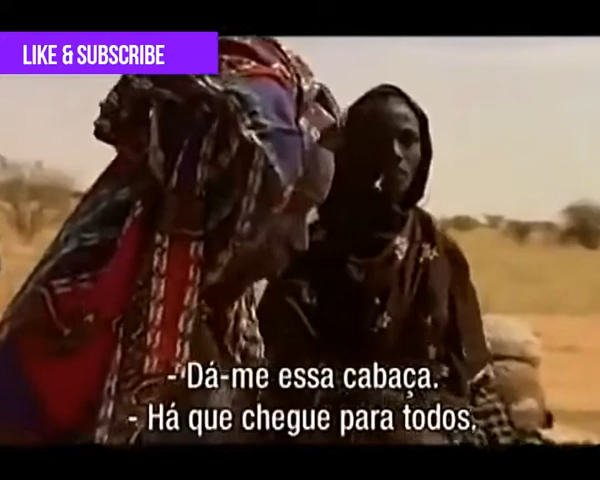 LIKE & SUBSCRIBE
- Dá-me essa cabaça.
- Há que chegue para todos.